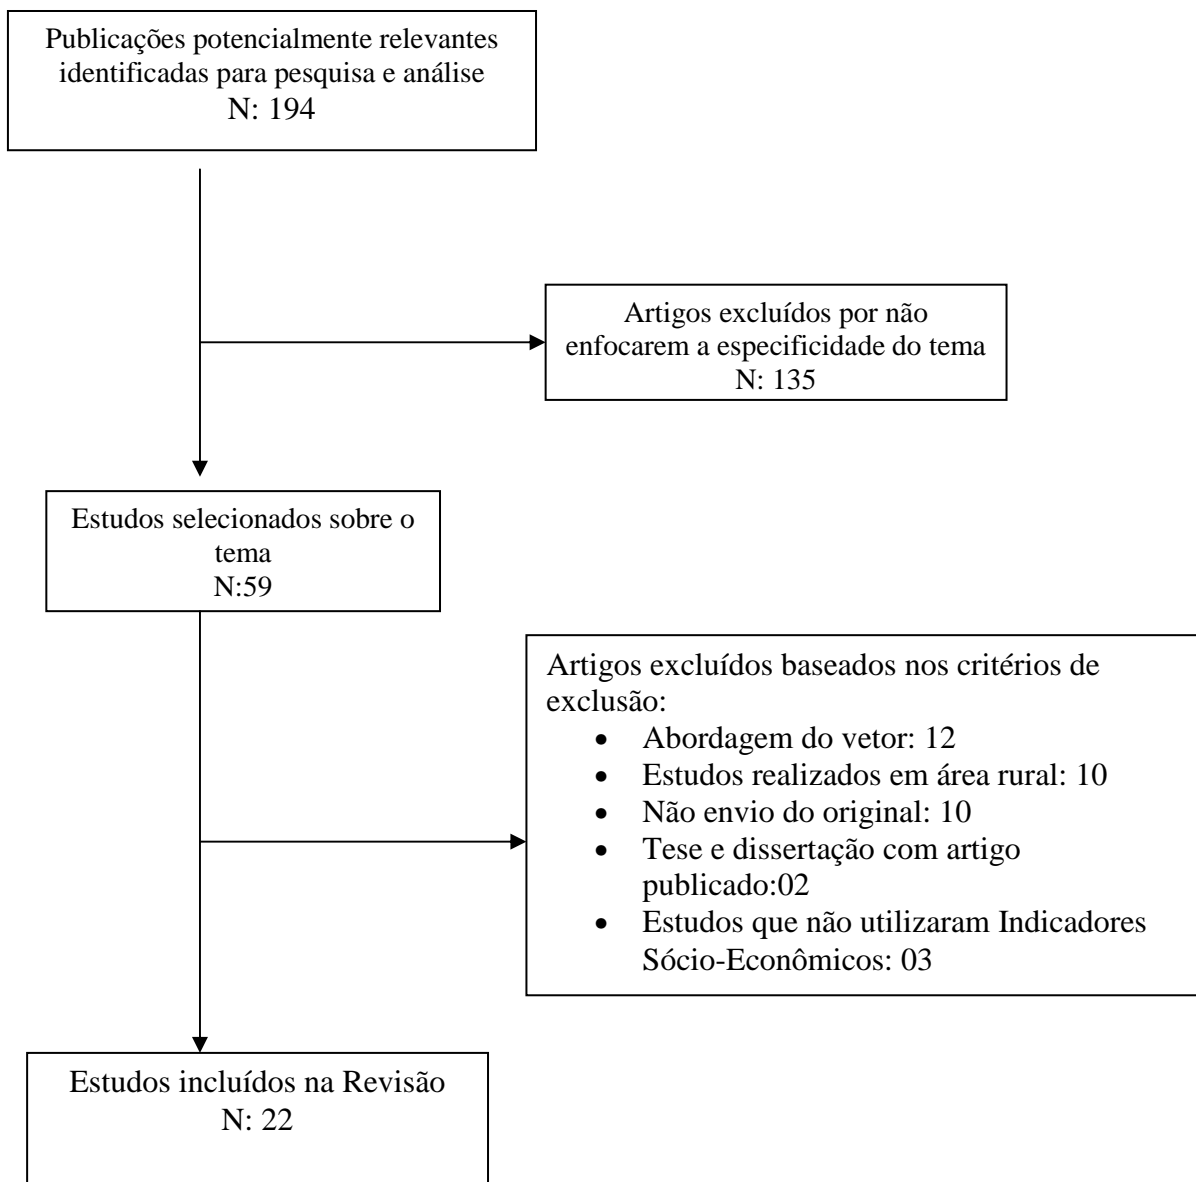 Publicações potencialmente relevantes
identificadas para pesquisa e análise
N: 194
Artigos excluídos por não
enfocarem a especificidade do tema
N: 135
Estudos selecionados sobre o
tema
N:59
Artigos excluídos baseados nos critérios de
exclusão:
• Abordagem do vetor: 12
• Estudos realizados em área rural: 10
• Não envio do original: 10
• Tese e dissertação com artigo
publicado:02
• Estudos que não utilizaram Indicadores
Sócio-Econômicos: 03
Estudos incluídos na Revisão
N: 22